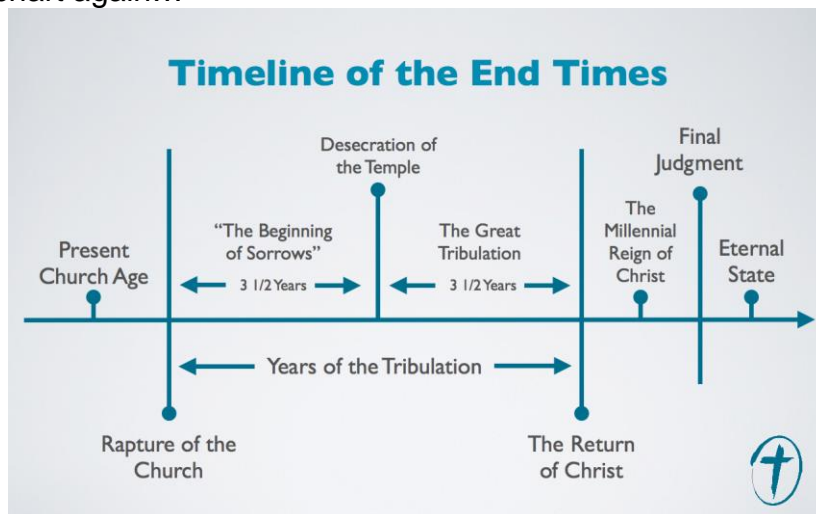 chart again…
Timeline of the End Times
Desecration of
the Temple
Final
Judgment
"The Beginning
of Sorrows"
3 1/2 Years
The Great
Tribulation
3 1/2 Years
The
Millennial
Reign of
Christ
Present
Church Age
Eternal
State
Years of the Tribulation
Rapture of the
Church
The Return
of Christ